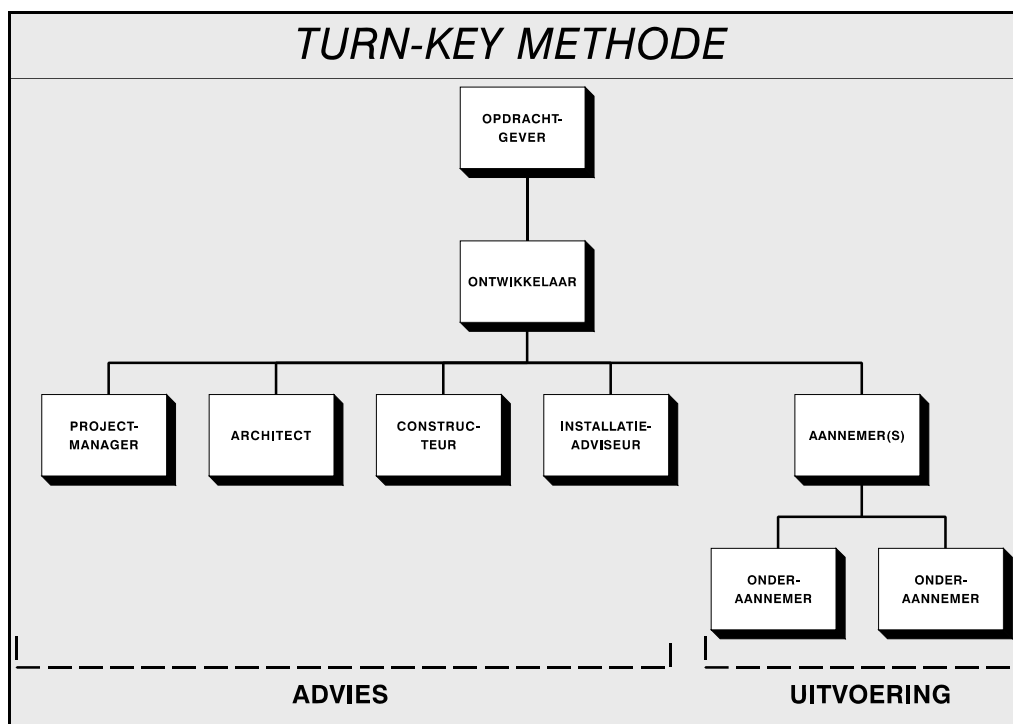 TURN-KEY METHODE
OPDRACHT-
GEVER
ONTWIKKELAAR
PROJECT-
MANAGER
ARCHITECT
CONSTRUC-
TEUR
INSTALLATIE-
ADVISEUR
AANNEMER(S)
ONDER-
AANNEMER
ONDER-
AANNEMER
ADVIES
UITVOERING